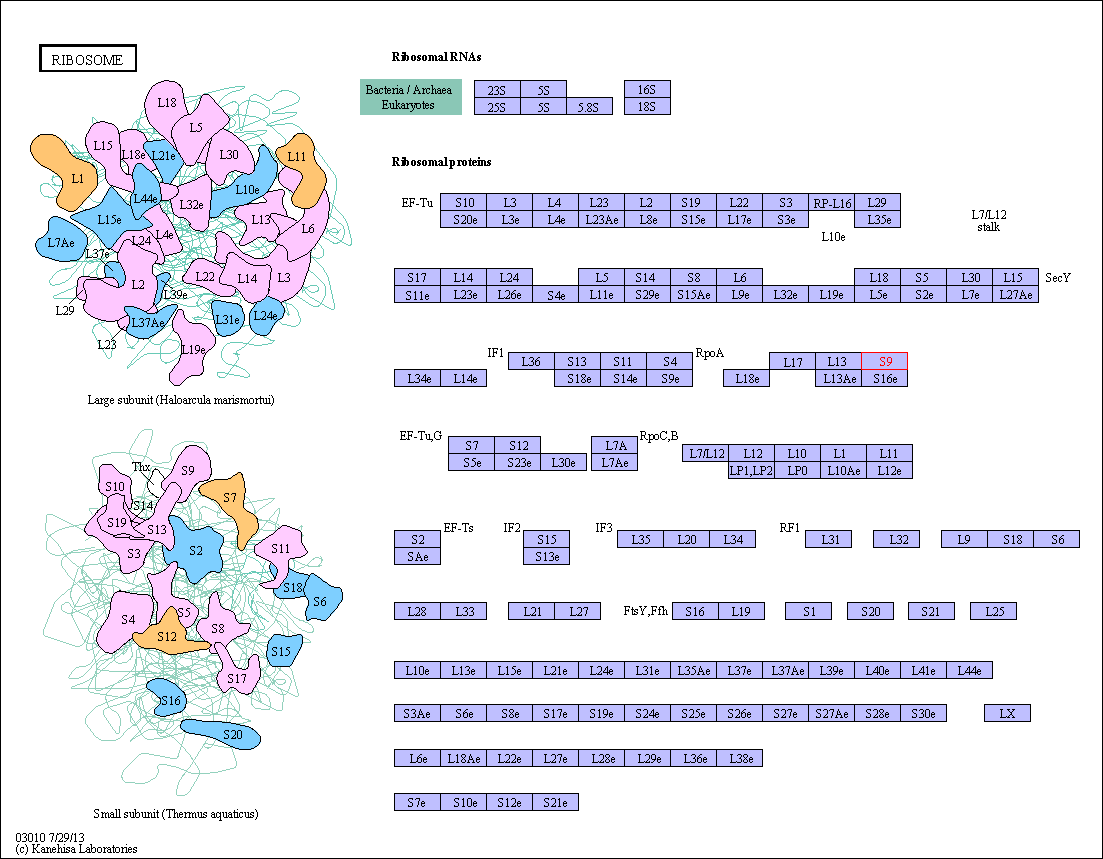 RIBOSOME
Ribosomal RNAs
Bacteria / Archaea 23S 5S 16S
Eukaryotes 25S 5S 5.8S 18S
Ribosomal proteins
EF-Tu S10 L3 L4 L23 L2 S19 L22 S3 RP-L16 L29
S20e L3e L4e L23Ae L8e S15e L17e S3e L35e
L10e
L7/L12
stalk
S17 L14 L24 L5 S14 S8 L6 L18 S5 L30 L15 SecY
S11e L23e L26e S4e L11e S29e S15Ae L9e L32e L19e L5e S2e L7e L27Ae
IF1 L36 S13 S11 S4 RpoA L17 L13 S9
L34e L14e S18e S14e S9e L18e L13Ae S16e
EF-Tu,G S7 S12 L7A RpoC,B L7/L12 L12 L10 L1 L11
S5e S23e L30e L7Ae LP1,LP2 LP0 L10Ae L12e
S2 EF-Ts IF2 S15 IF3 L35 L20 L34 RF1 L31 L32 L9 S18 S6
SAe S13e
L28 L33 L21 L27 FtsY,Ffh S16 L19 S1 S20 S21 L25
L10e L13e L15e L21e L24e L31e L35Ae L37e L37Ae L39e L40e L41e L44e
S3Ae S6e S8e S17e S19e S24e S25e S26e S27e S27Ae S28e S30e LX
L6e L18Ae L22e L27e L28e L29e L36e L38e
S7e S10e S12e S21e
L18
L5
L15
L18e
L21e
L30
L11
L1
L44e
L10e
L32e
L15e
L13
L6
L7Ae
L24
L4e
L37e
L2
L22
L14
L3
L39e
L29
L37Ae
L31e
L24e
L23
L19e
Large subunit (Haloarcula marismortui)
Thx
S9
S10
S7
S14
S19
S13
S3
S2
S11
S18
S6
S4
S5
S8
S12
S15
S17
S16
S20
Small subunit (Thermus aquaticus)
03010 7/29/13
(c) Kanehisa Laboratories